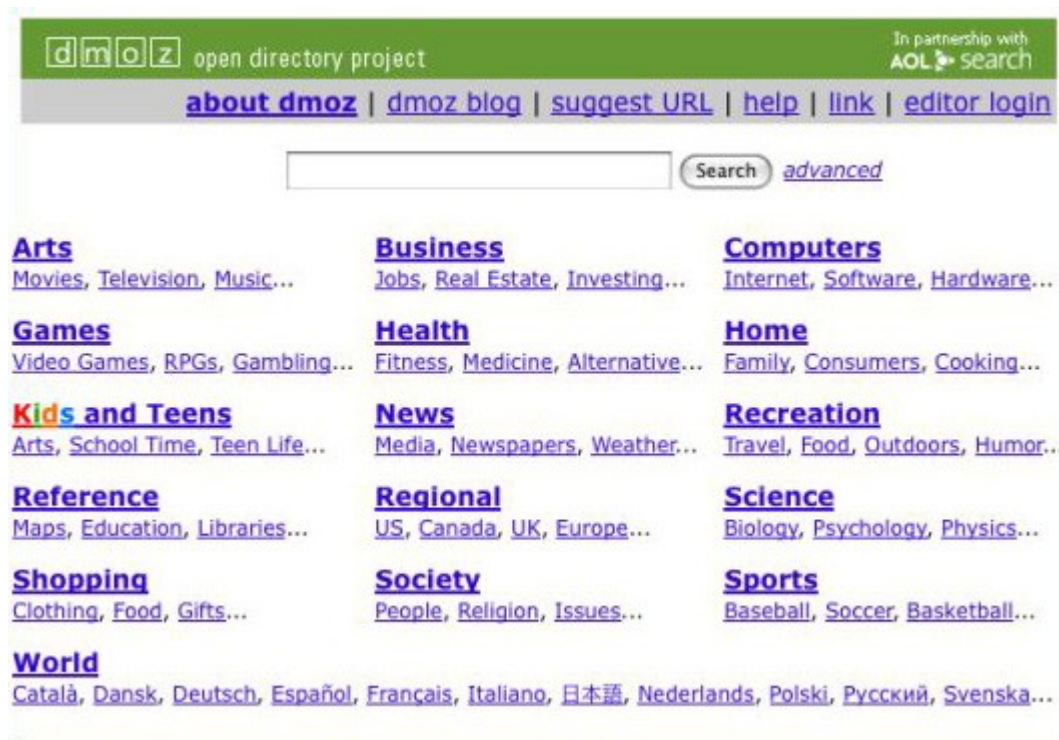 dmoz open directory project
In partnership with
AOL search
about dmoz | dmoz blog | suggest URL | help | link | editor login
Search advanced
Arts Business Computers
Movies, Television, Music... Jobs, Real Estate, Investing... Internet, Software, Hardware...
Games Health Home
Video Games, RPGs, Gambling... Fitness, Medicine, Alternative... Family, Consumers, Cooking...
Kids and Teens News Recreation
Arts, School Time, Teen Life... Media, Newspapers, Weather... Travel, Food, Outdoors, Humor..
Reference Regional Science
Maps, Education, Libraries... US, Canada, UK, Europe... Biology, Psychology, Physics...
Shopping Society Sports
Clothing, Food, Gifts... People, Religion, Issues... Baseball, Soccer, Basketball...
World
Català, Dansk, Deutsch, Español, Français, Italiano, 日本語, Nederlands, Polski, Русский, Svenska...